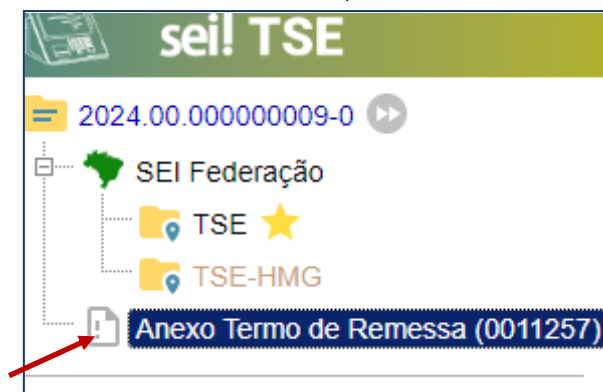 sei! TSE
2024.00.000000009-0
SEI Federação
TSE
TSE-HMG
Anexo Termo de Remessa (0011257)